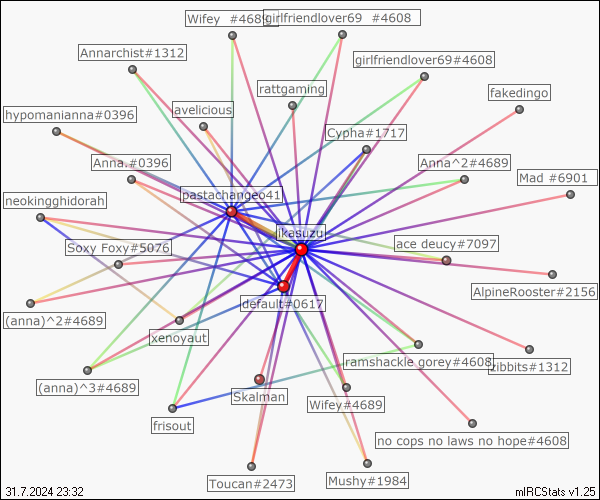 Wifey #4689
girlfriendlover69 #4608
Annarchist#1312
girlfriendlover69#4608
rattgaming
fakedingo
avelicious
hypomanianna#0396
Cypha#1717
Anna.#0396
Anna^2#4689
Mad #6901
pastachange041
neokingghidorah
ikasuzu
Soxy Foxy#5076
ace deucy#7097
AlpineRooster#2156
default#0617
(anna)^2#4689
xenoyaut
ramshackle gorey#4608
zibbits#1312
(anna)^3#4689
Skalman
Wifey#4689
frisout
no cops no laws no hope#4608
Toucan#2473
Mushy#1984
31.7.2024 23:32
mIRCStats v1.25